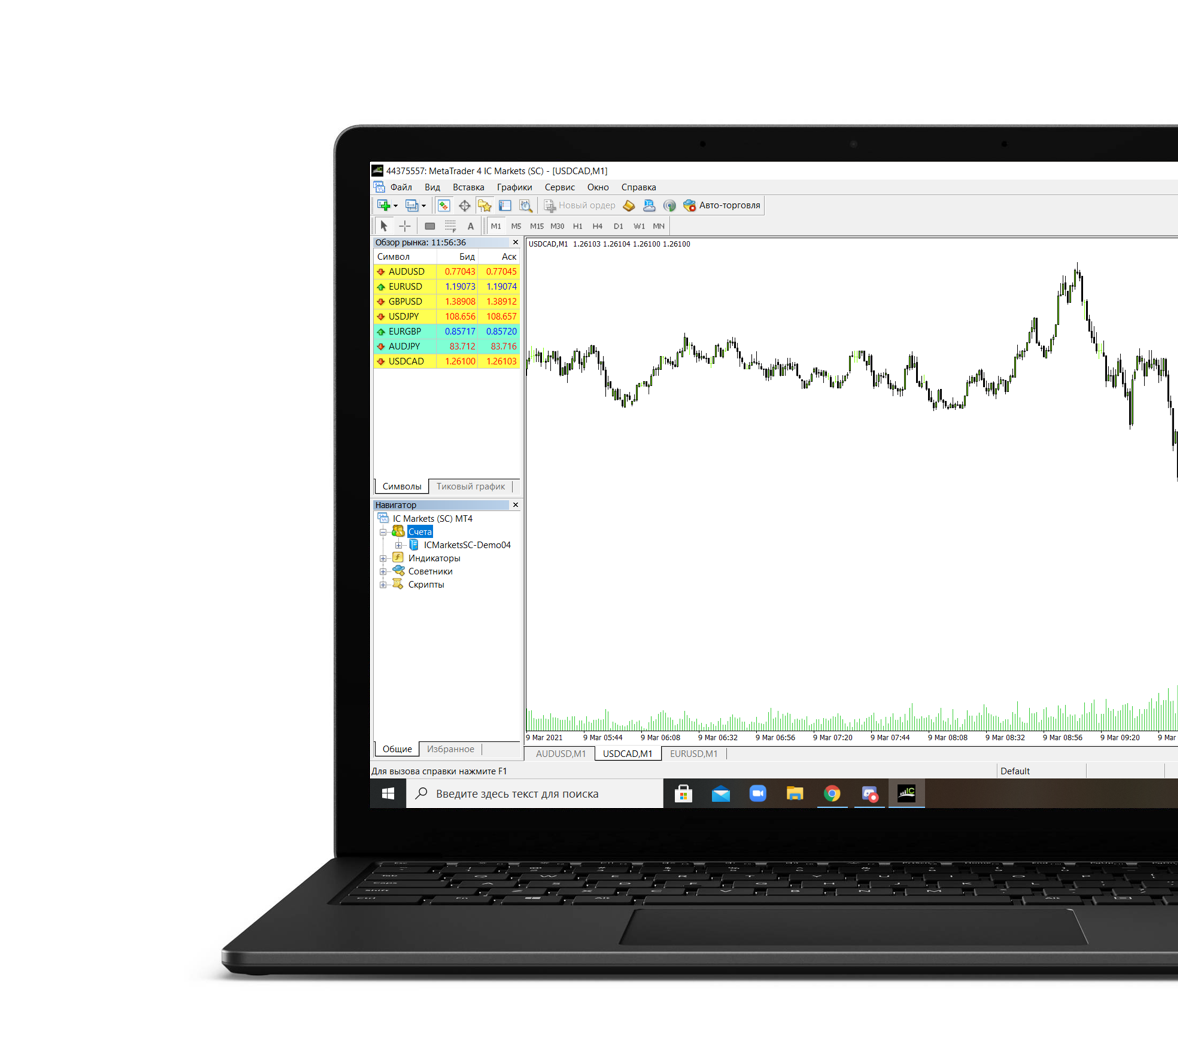 44375557: MetaTrader 4 IC Markets (SC) - [USDCAD,M1]
Файл Вид Вставка Графики Сервис Окно Справка
Новый ордер Авто-торговля
A M1 M5 M15 M30 H1 H4 D1 W1 MN
Обзор рынка: 11:56:36
Символ Бид Аск
AUDUSD 0.77043 0.77045
EURUSD 1.19073 1.19074
GBPUSD 1.38908 1.38912
USDJPY 108.656 108.657
EURGBP 0.85717 0.85720
AUDJPY 83.712 83.716
USDCAD 1.26100 1.26103
Символы Тиковый график
Навигатор
IC Markets (SC) MT4
Счета
ICMarketsSC-Demo04
Индикаторы
Советники
Скрипты
Общие Избранное
USDCAD,M1 1.26103 1.26104 1.26100 1.26100
9 Mar 2021 9 Mar 05:44 9 Mar 06:08 9 Mar 06:32 9 Mar 06:56 9 Mar 07:20 9 Mar 07:44 9 Mar 08:08 9 Mar 08:32 9 Mar 08:56 9 Mar 09:20 9 Mar
AUDUSD,M1 USDCAD,M1 EURUSD,M1
Для вызова справки нажмите F1 Default
Введите здесь текст для поиска